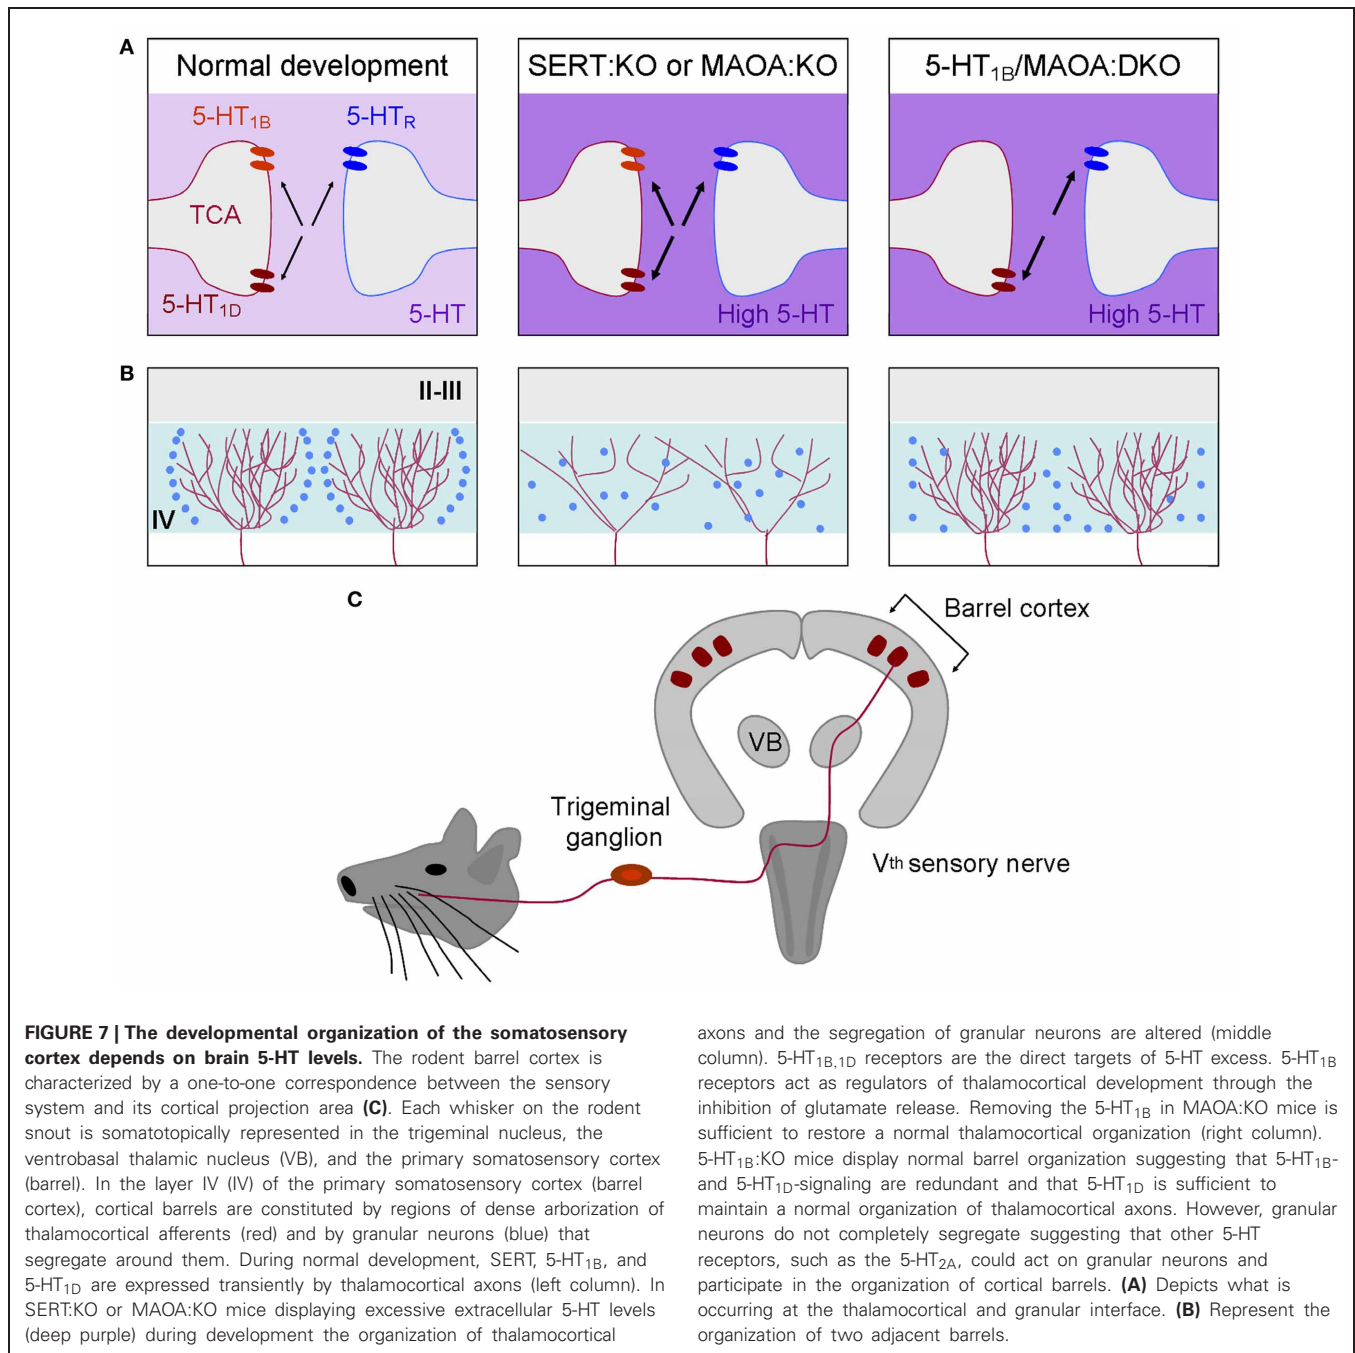 A
Normal development
SERT:KO or MAOA:KO
5-HT1B/MAOA:DKO
5-HT1B
5-HTR
TCA
5-HT1D
5-HT
High 5-HT
High 5-HT
B
II-III
IV
C
Barrel cortex
VB
Trigeminal
ganglion
Vth sensory nerve
FIGURE 7 | The developmental organization of the somatosensory
cortex depends on brain 5-HT levels. The rodent barrel cortex is
characterized by a one-to-one correspondence between the sensory
system and its cortical projection area (C). Each whisker on the rodent
snout is somatotopically represented in the trigeminal nucleus, the
ventrobasal thalamic nucleus (VB), and the primary somatosensory cortex
(barrel). In the layer IV (IV) of the primary somatosensory cortex (barrel
cortex), cortical barrels are constituted by regions of dense arborization of
thalamocortical afferents (red) and by granular neurons (blue) that
segregate around them. During normal development, SERT, 5-HT1B, and
5-HT1D are expressed transiently by thalamocortical axons (left column). In
SERT:KO or MAOA:KO mice displaying excessive extracellular 5-HT levels
(deep purple) during development the organization of thalamocortical
axons and the segregation of granular neurons are altered (middle
column). 5-HT1B,1D receptors are the direct targets of 5-HT excess. 5-HT1B
receptors act as regulators of thalamocortical development through the
inhibition of glutamate release. Removing the 5-HT1B in MAOA:KO mice is
sufficient to restore a normal thalamocortical organization (right column).
5-HT1B:KO mice display normal barrel organization suggesting that 5-HT1B-
and 5-HT1D-signaling are redundant and that 5-HT1D is sufficient to
maintain a normal organization of thalamocortical axons. However, granular
neurons do not completely segregate suggesting that other 5-HT
receptors, such as the 5-HT2A, could act on granular neurons and
participate in the organization of cortical barrels. (A) Depicts what is
occurring at the thalamocortical and granular interface. (B) Represent the
organization of two adjacent barrels.